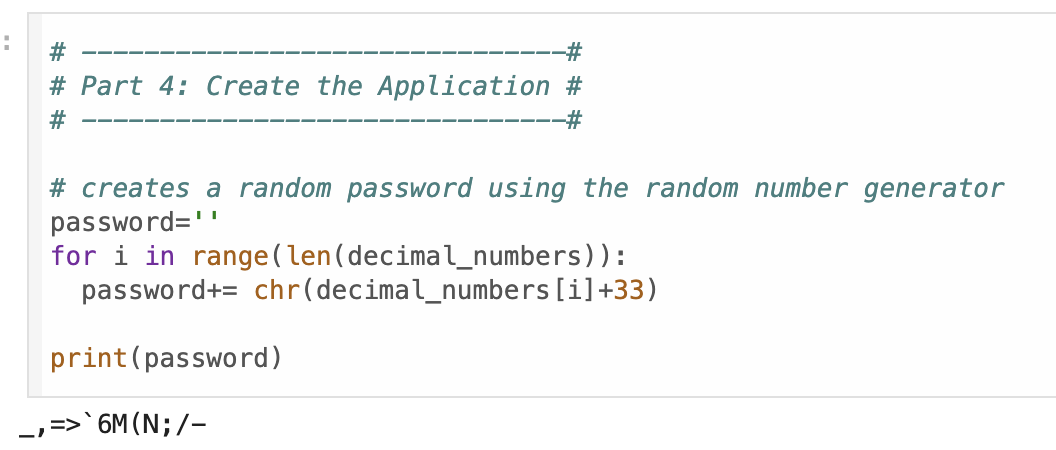 :
# -------------------------------#
# Part 4: Create the Application #
# -------------------------------#
# creates a random password using the random number generator
password=''
for i in range(len(decimal_numbers)):
  password+= chr(decimal_numbers[i]+33)
print(password)
_,=>`6M(N;/-